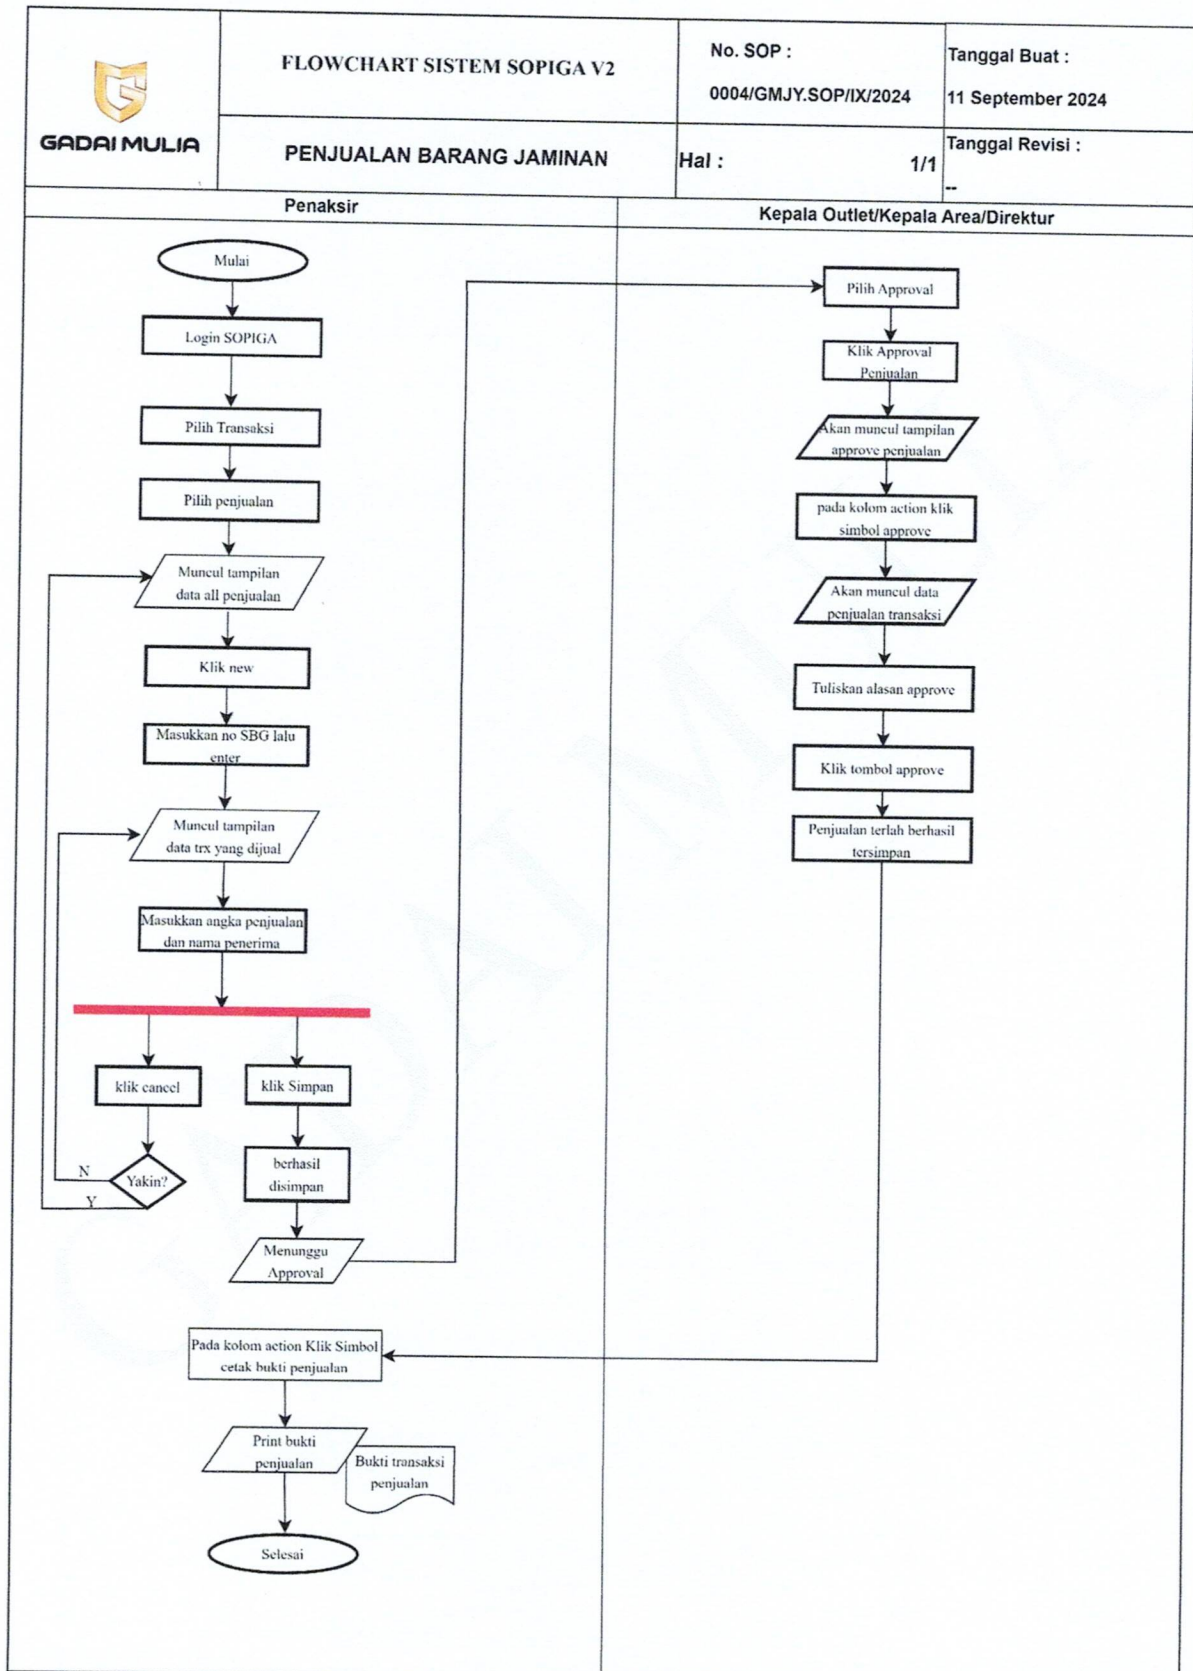 GADAI MULIA
FLOWCHART SISTEM SOPIGA V2
PENJUALAN BARANG JAMINAN
No. SOP :
0004/GMJY.SOP/IX/2024
Hal :
1/1
Tanggal Buat :
11 September 2024
Tanggal Revisi :
--
Penaksir
Kepala Outlet/Kepala Area/Direktur
Mulai
Login SOPIGA
Pilih Transaksi
Pilih penjualan
Muncul tampilan
data all penjualan
Klik new
Masukkan no SBG lalu
enter
Muncul tampilan
data trx yang dijual
Masukkan angka penjualan
dan nama penerima
klik cancel
klik Simpan
Yakin?
N
Y
berhasil
disimpan
Menunggu
Approval
Pilih Approval
Klik Approval
Penjualan
Akan muncul tampilan
approve penjualan
pada kolom action klik
simbol approve
Akan muncul data
penjualan transaksi
Tuliskan alasan approve
Klik tombol approve
Penjualan terlah berhasil
tersimpan
Pada kolom action Klik Simbol
cetak bukti penjualan
Print bukti
penjualan
Bukti transaksi
penjualan
Selesai
GADAI MULIA